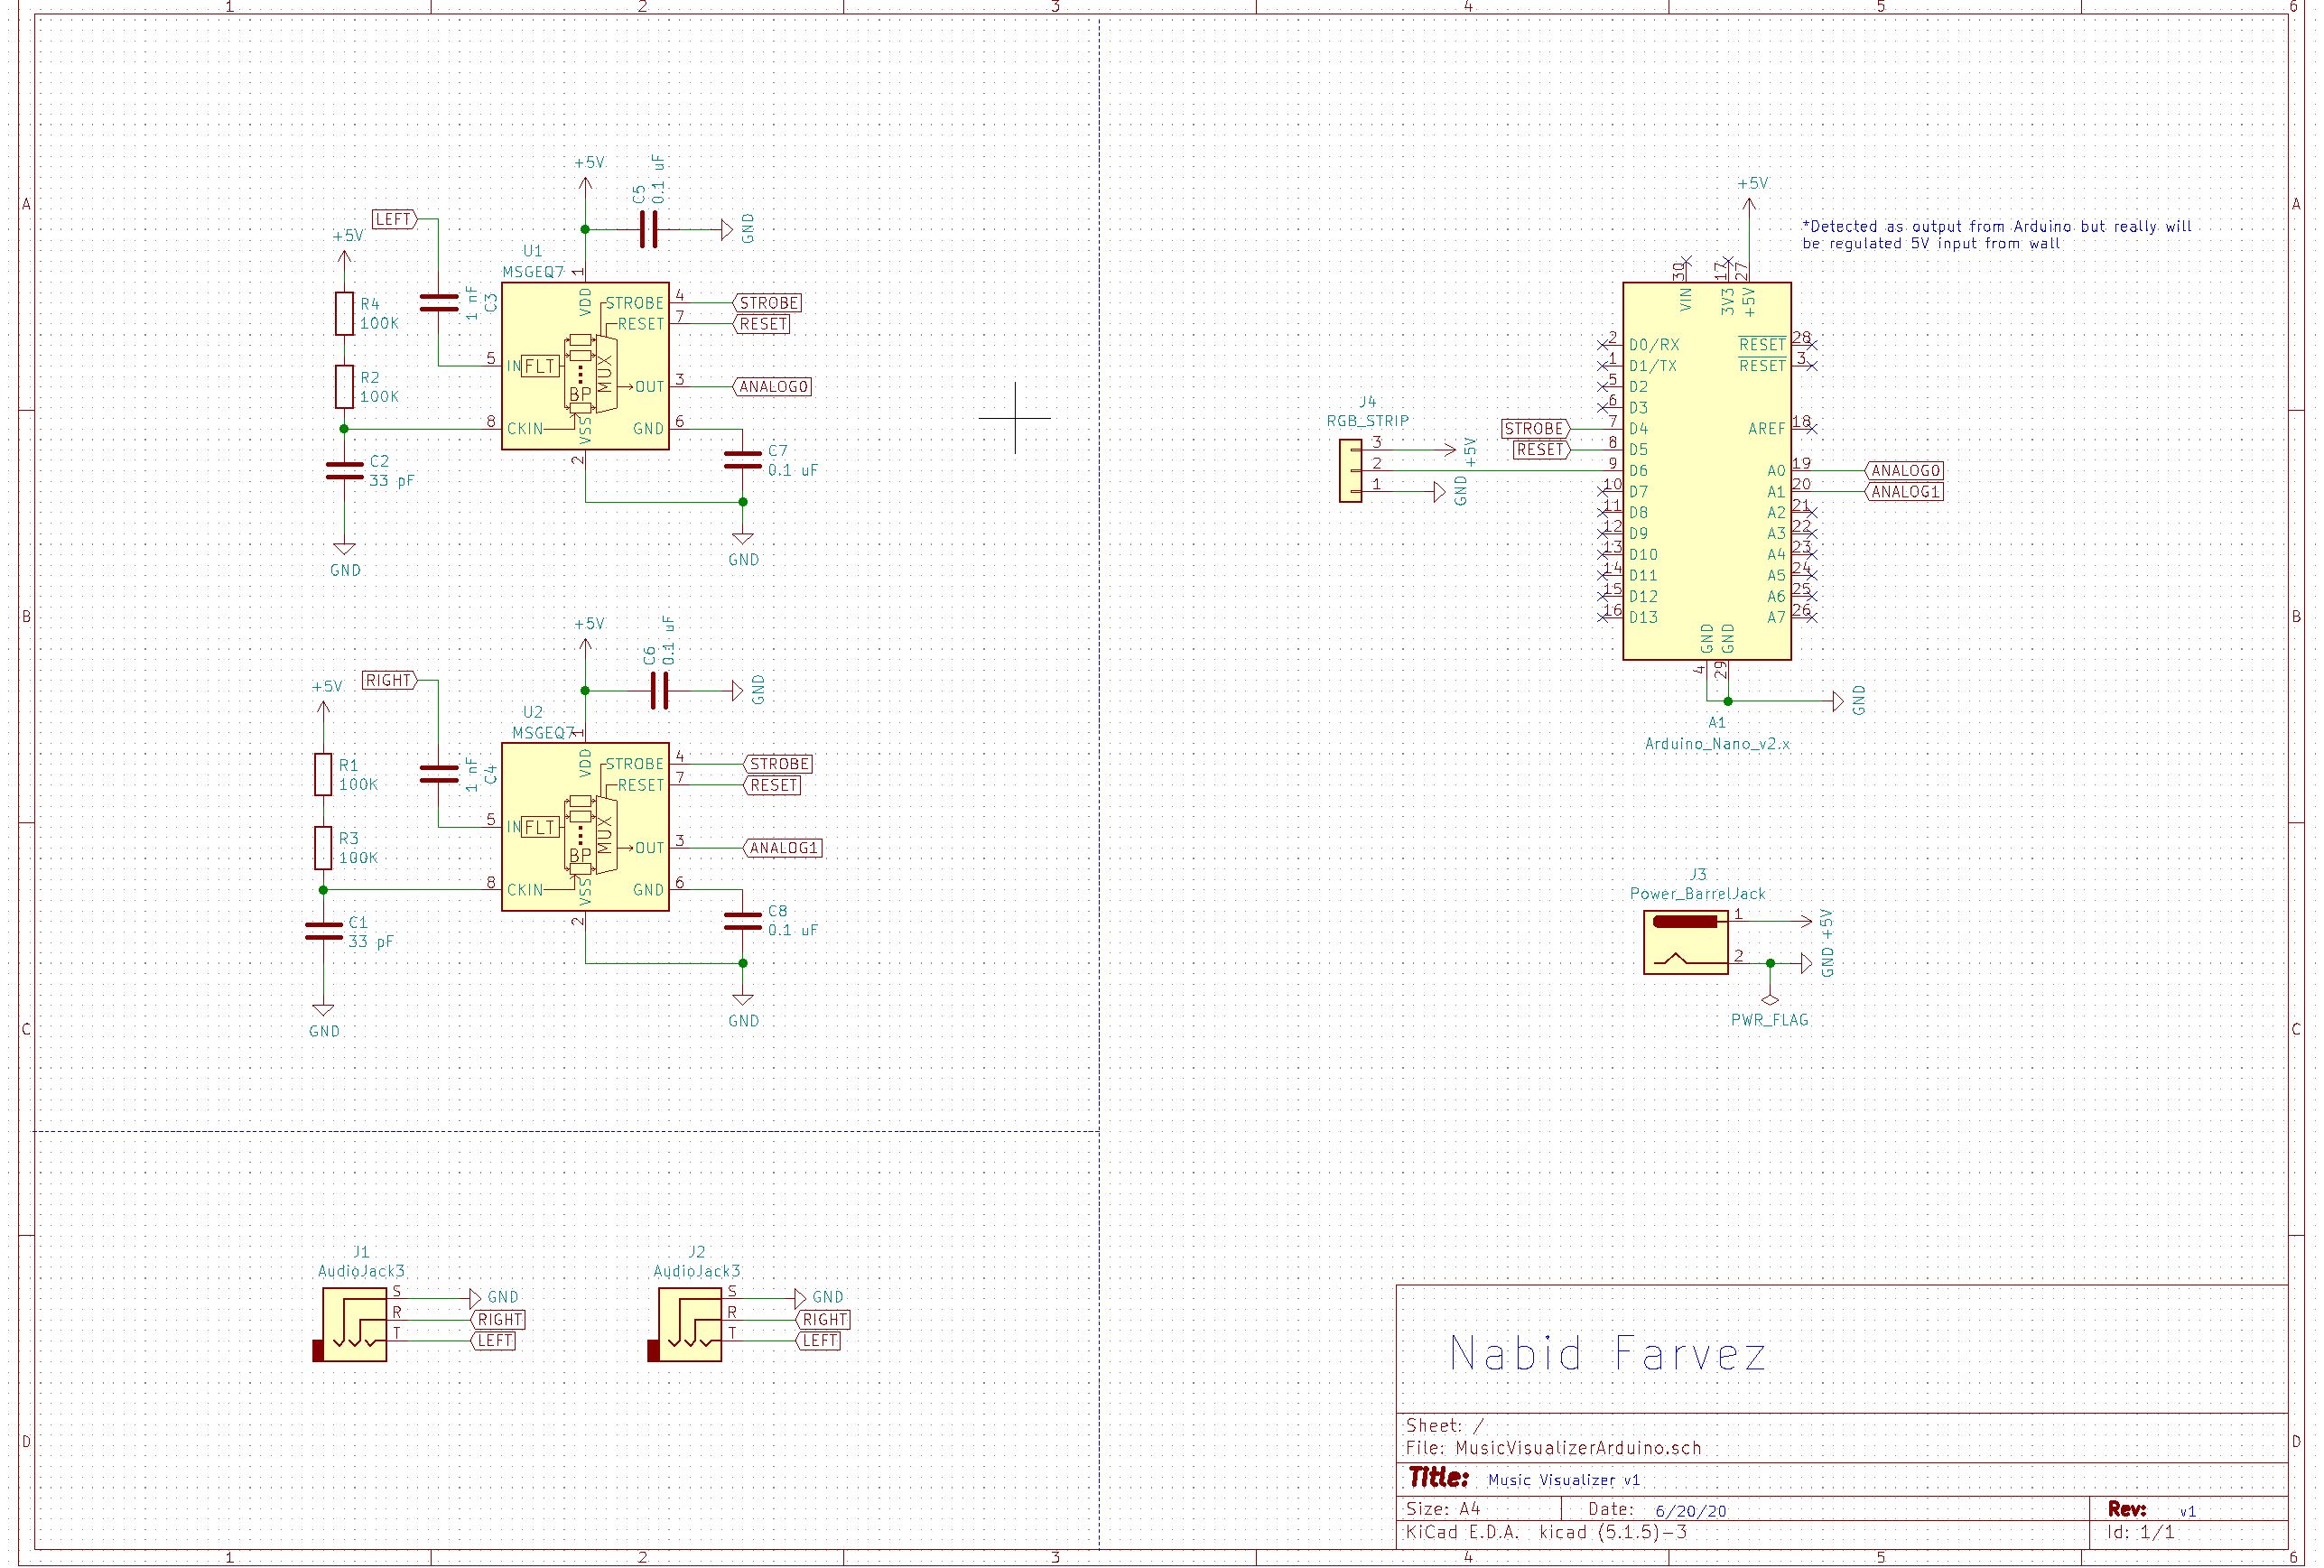 1 2 3 4 5 6
A
B
C
D
+5V
C5
0.1 uF
GND
LEFT
+5V
R4
100K
R2
100K
C2
33 pF
GND
1 nF
C3
U1
MSGEQ7
1
VDD
STROBE 4 STROBE
RESET 7 RESET
5 IN FLT
MUX
BP
OUT 3 ANALOG0
8 CKIN
VSS
2
GND 6
C7
0.1 uF
GND
+5V
C6
0.1 uF
GND
RIGHT
+5V
R1
100K
R3
100K
C1
33 pF
GND
1 nF
C4
U2
MSGEQ7
1
VDD
STROBE 4 STROBE
RESET 7 RESET
5 IN FLT
MUX
BP
OUT 3 ANALOG1
8 CKIN
VSS
2
GND 6
C8
0.1 uF
GND
J1
AudioJack3
S GND
R RIGHT
T LEFT
J2
AudioJack3
S GND
R RIGHT
T LEFT
+5V
*Detected as output from Arduino but really will
be regulated 5V input from wall
30 17 27
VIN 3V3 +5V
2 D0/RX
1 D1/TX
5 D2
6 D3
STROBE 7 D4
RESET 8 D5
9 D6
10 D7
11 D8
12 D9
13 D10
14 D11
15 D12
16 D13
RESET 28
RESET 3
AREF 18
A0 19 ANALOG0
A1 20 ANALOG1
A2 21
A3 22
A4 23
A5 24
A6 25
A7 26
GND GND
4 29
GND
A1
Arduino_Nano_v2.x
J4
RGB_STRIP
3 +5V
2
1 GND
J3
Power_BarrelJack
1 +5V
2 GND
PWR_FLAG
Nabid Farvez
Sheet: /
File: MusicVisualizerArduino.sch
Title: Music Visualizer v1
Size: A4 Date: 6/20/20 Rev: v1
KiCad E.D.A. kicad (5.1.5)-3 Id: 1/1
A
B
C
D
1 2 3 4 5 6